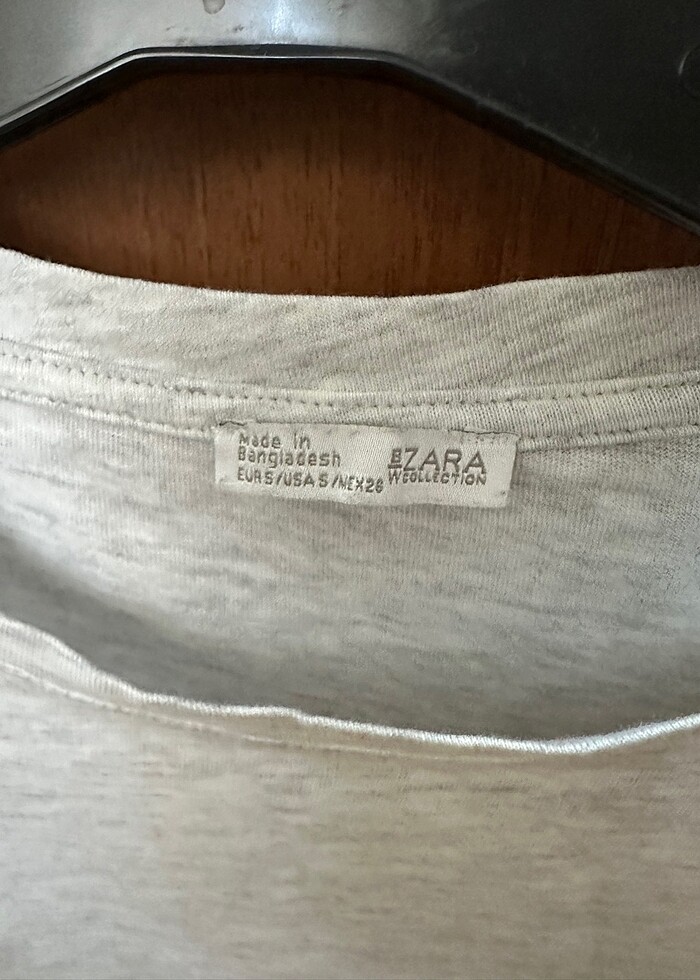 Made in
Bangladesh
EUR S/USA S/MEX 26
B ZARA
W COLLECTION